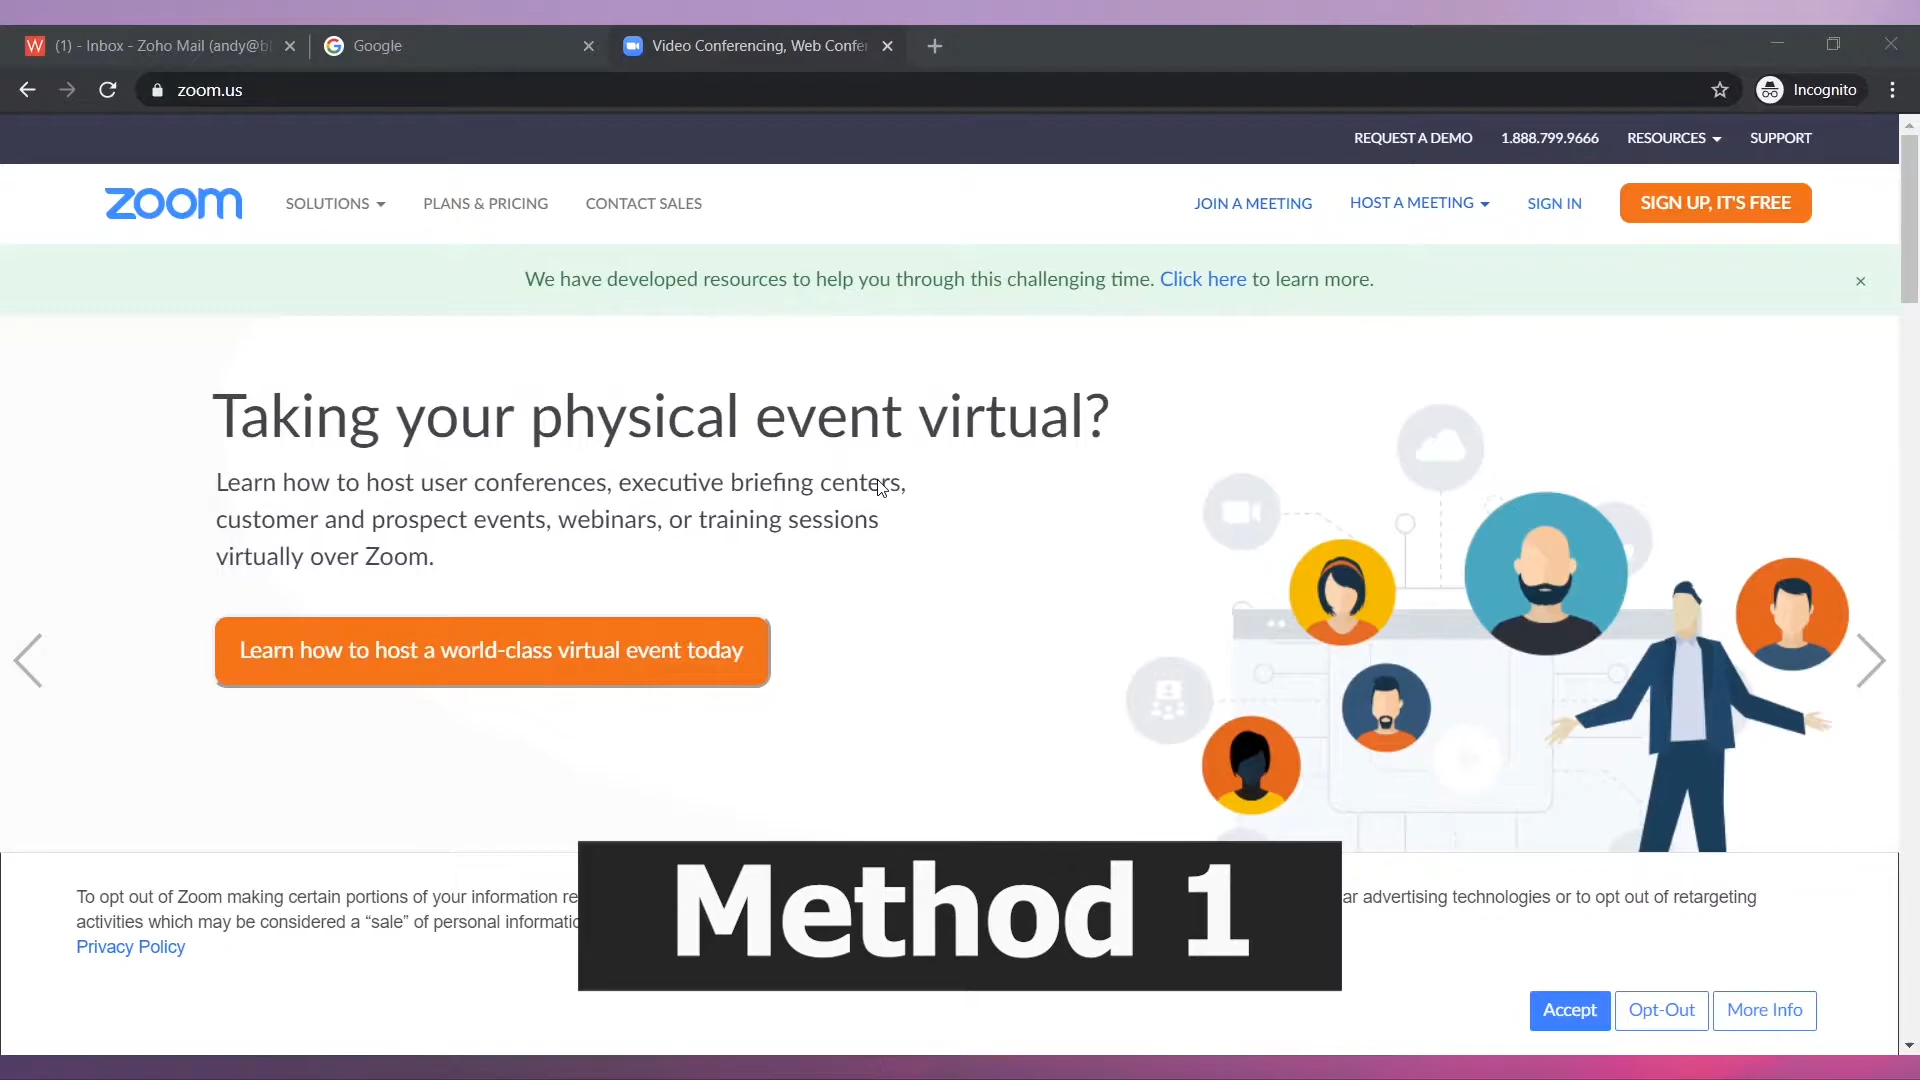 (1) - Inbox - Zoho Mail (andy@bl
Google
Video Conferencing, Web Confer
zoom.us
Incognito
REQUEST A DEMO
1.888.799.9666
RESOURCES
SUPPORT
zoom
SOLUTIONS
PLANS & PRICING
CONTACT SALES
JOIN A MEETING
HOST A MEETING
SIGN IN
SIGN UP, IT'S FREE
We have developed resources to help you through this challenging time. Click here to learn more.
Taking your physical event virtual?
Learn how to host user conferences, executive briefing centers,
customer and prospect events, webinars, or training sessions
virtually over Zoom.
Learn how to host a world-class virtual event today
To opt out of Zoom making certain portions of your information re
ar advertising technologies or to opt out of retargeting
activities which may be considered a “sale” of personal informatio
Privacy Policy
Method 1
Accept
Opt-Out
More Info